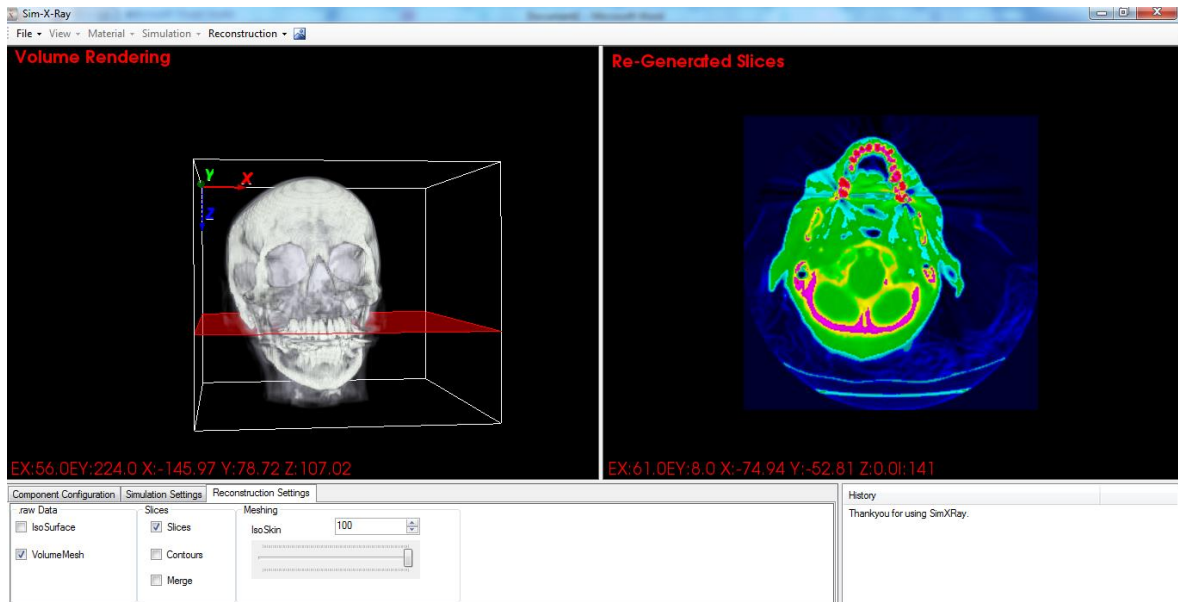 Sim-X-Ray
Document2 - Microsoft Word
File View Material Simulation Reconstruction
Volume Rendering
Re-Generated Slices
Y
X
Z
EX:56.0EY:224.0 X:-145.97 Y:78.72 Z:107.02
EX:61.0EY:8.0 X:-74.94 Y:-52.81 Z:0.0I:141
Component Configuration Simulation Settings Reconstruction Settings
.raw Data Slices Meshing
IsoSurface Slices IsoSkin 100
VolumeMesh Contours
Merge
History
Thankyou for using SimXRay.